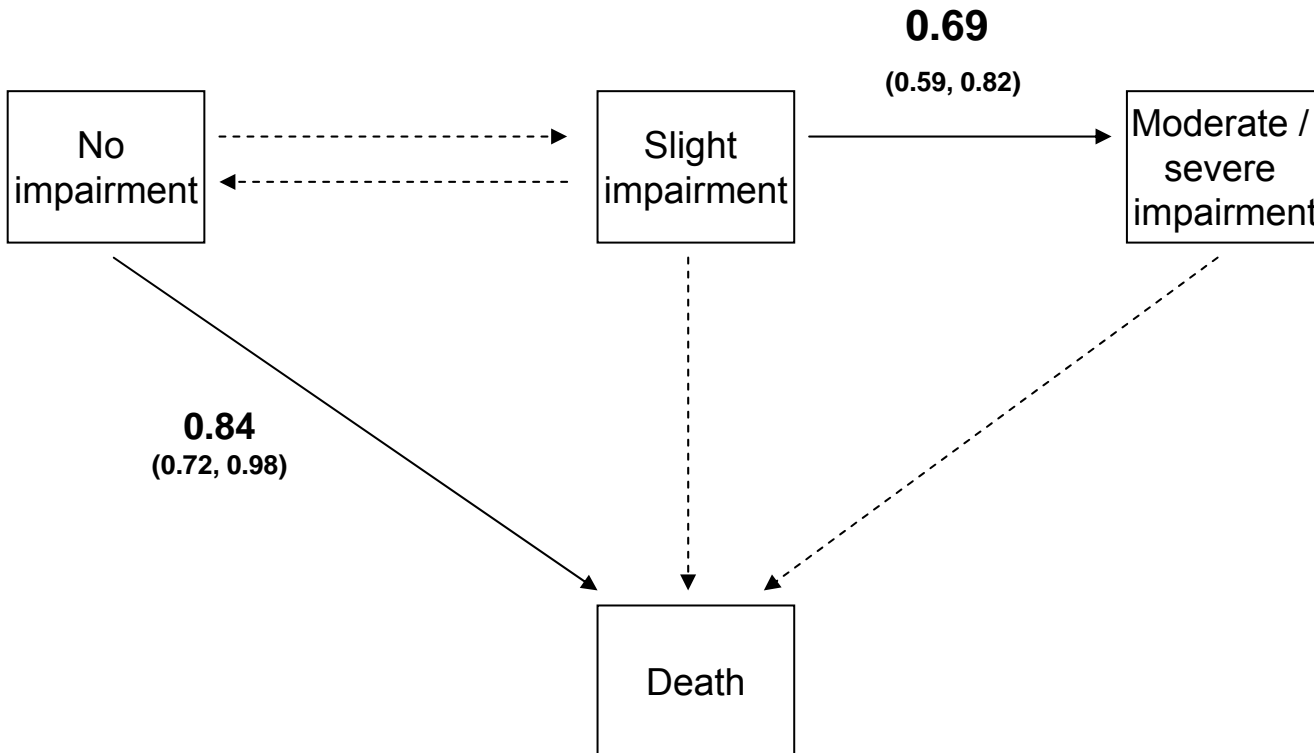 0.69
(0.59, 0.82)
No
impairment
Slight
impairment
Moderate /
severe
impairment
0.84
(0.72, 0.98)
Death